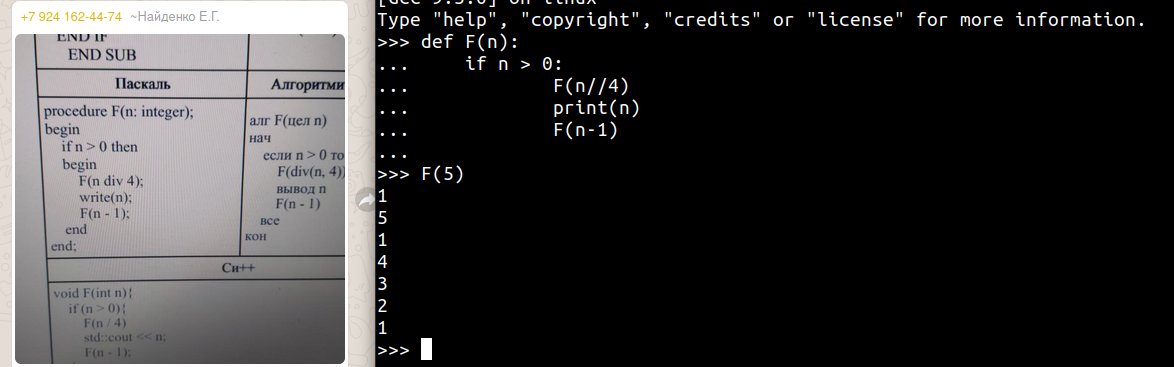 +7 924 162-44-74 ~Найденко Е.Г.
END IF
END SUB
Паскаль
procedure F(n: integer);
begin
if n > 0 then
begin
F(n div 4);
write(n);
F(n - 1);
end
end;
алг F(цел n)
нач
если n > 0 то
F(div(n, 4))
вывод n
F(n - 1)
все
кон
Си++
void F(int n){
if (n > 0){
F(n / 4)
std::cout << n;
F(n - 1);
on linux
Type "help", "copyright", "credits" or "license" for more information.
>>> def F(n):
... if n > 0:
... F(n//4)
... print(n)
... F(n-1)
...
>>> F(5)
1
5
1
4
3
2
1
>>>